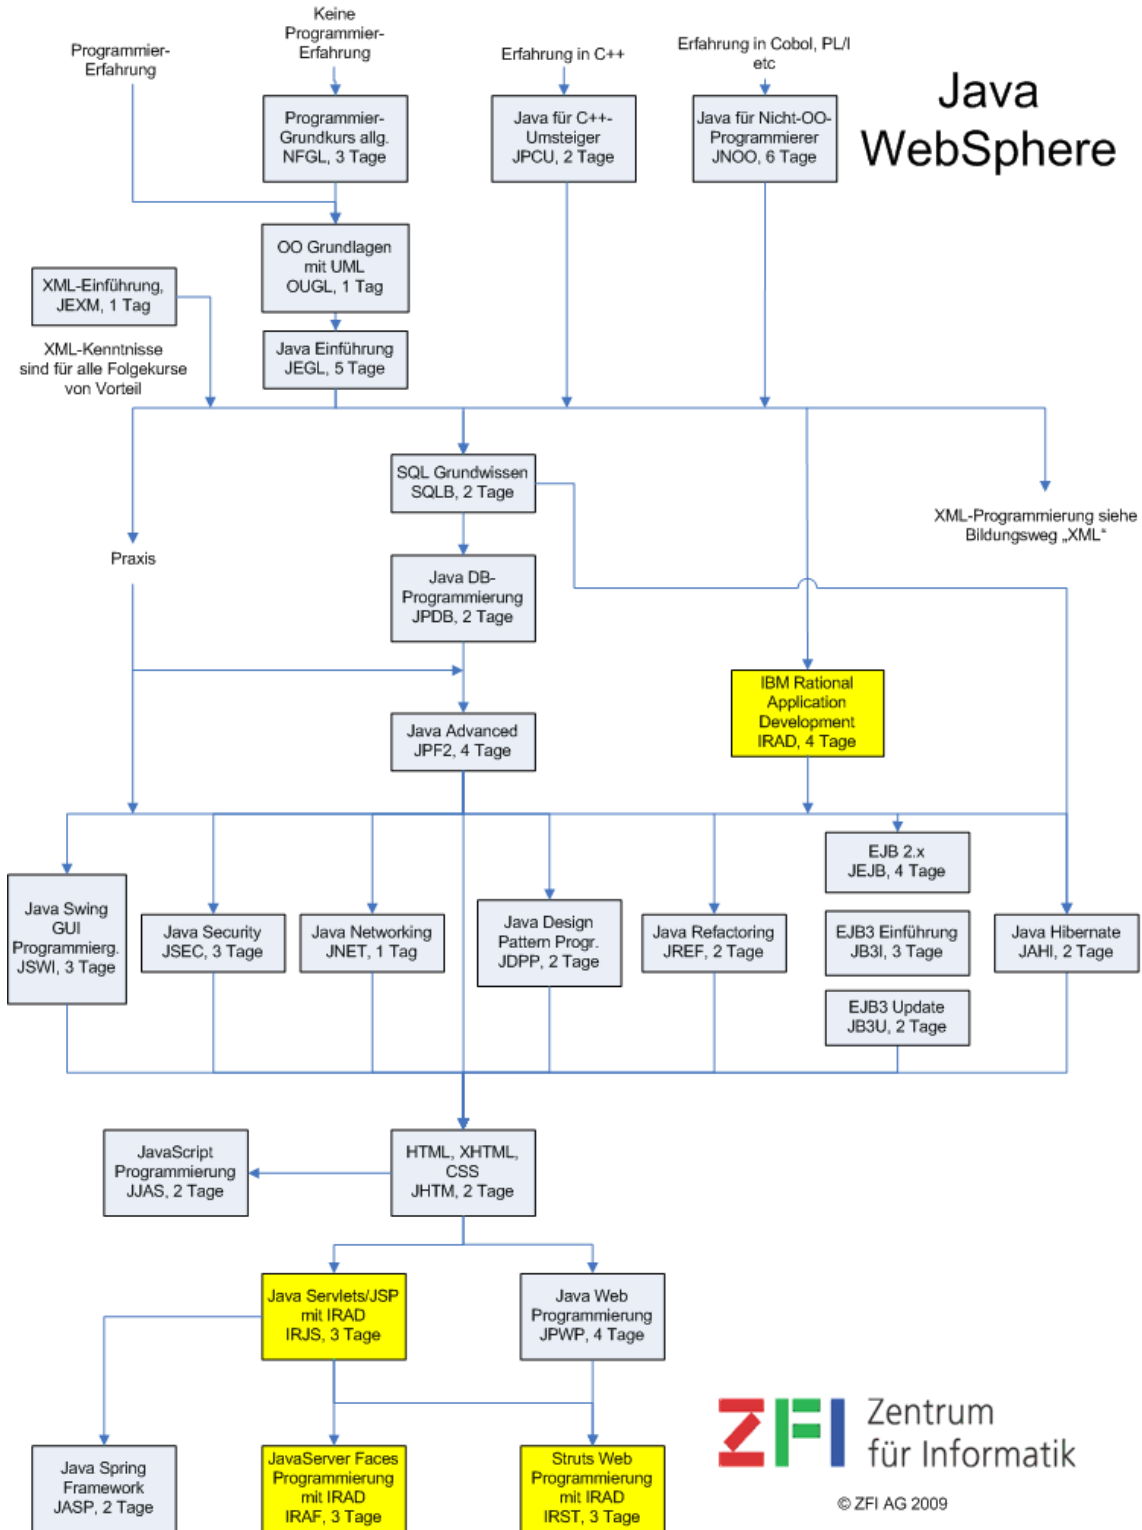 Keine
Programmier-
Erfahrung
Programmier-
Erfahrung
Erfahrung in C++
Erfahrung in Cobol, PL/I
etc
Java
WebSphere
Programmier-
Grundkurs allg.
NFGL, 3 Tage
Java für C++-
Umsteiger
JPCU, 2 Tage
Java für Nicht-OO-
Programmierer
JNOO, 6 Tage
OO Grundlagen
mit UML
OUGL, 1 Tag
XML-Einführung,
JEXM, 1 Tag
XML-Kenntnisse
sind für alle Folgekurse
von Vorteil
Java Einführung
JEGL, 5 Tage
SQL Grundwissen
SQLB, 2 Tage
XML-Programmierung siehe
Bildungsweg „XML“
Praxis
Java DB-
Programmierung
JPDB, 2 Tage
IBM Rational
Application
Development
IRAD, 4 Tage
Java Advanced
JPF2, 4 Tage
Java Swing
GUI
Programmierg.
JSWI, 3 Tage
Java Security
JSEC, 3 Tage
Java Networking
JNET, 1 Tag
Java Design
Pattern Progr.
JDPP, 2 Tage
Java Refactoring
JREF, 2 Tage
EJB 2.x
JEJB, 4 Tage
EJB3 Einführung
JB3I, 3 Tage
EJB3 Update
JB3U, 2 Tage
Java Hibernate
JAHI, 2 Tage
JavaScript
Programmierung
JJAS, 2 Tage
HTML, XHTML,
CSS
JHTM, 2 Tage
Java Servlets/JSP
mit IRAD
IRJS, 3 Tage
Java Web
Programmierung
JPWP, 4 Tage
Java Spring
Framework
JASP, 2 Tage
JavaServer Faces
Programmierung
mit IRAD
IRAF, 3 Tage
Struts Web
Programmierung
mit IRAD
IRST, 3 Tage
ZFI
Zentrum
für Informatik
© ZFI AG 2009